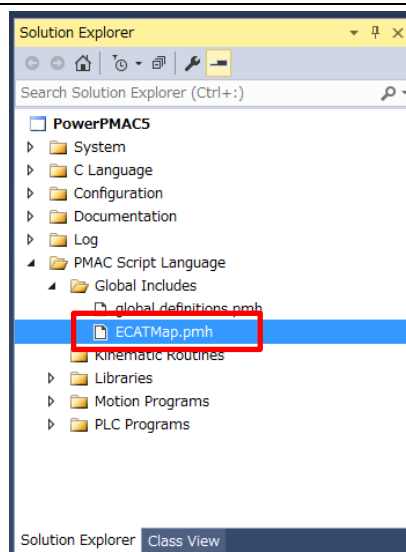 Solution Explorer
Search Solution Explorer (Ctrl+:)
PowerPMAC5
System
C Language
Configuration
Documentation
Log
PMAC Script Language
Global Includes
global definitions.pmh
ECATMap.pmh
Kinematic Routines
Libraries
Motion Programs
PLC Programs
Solution Explorer Class View